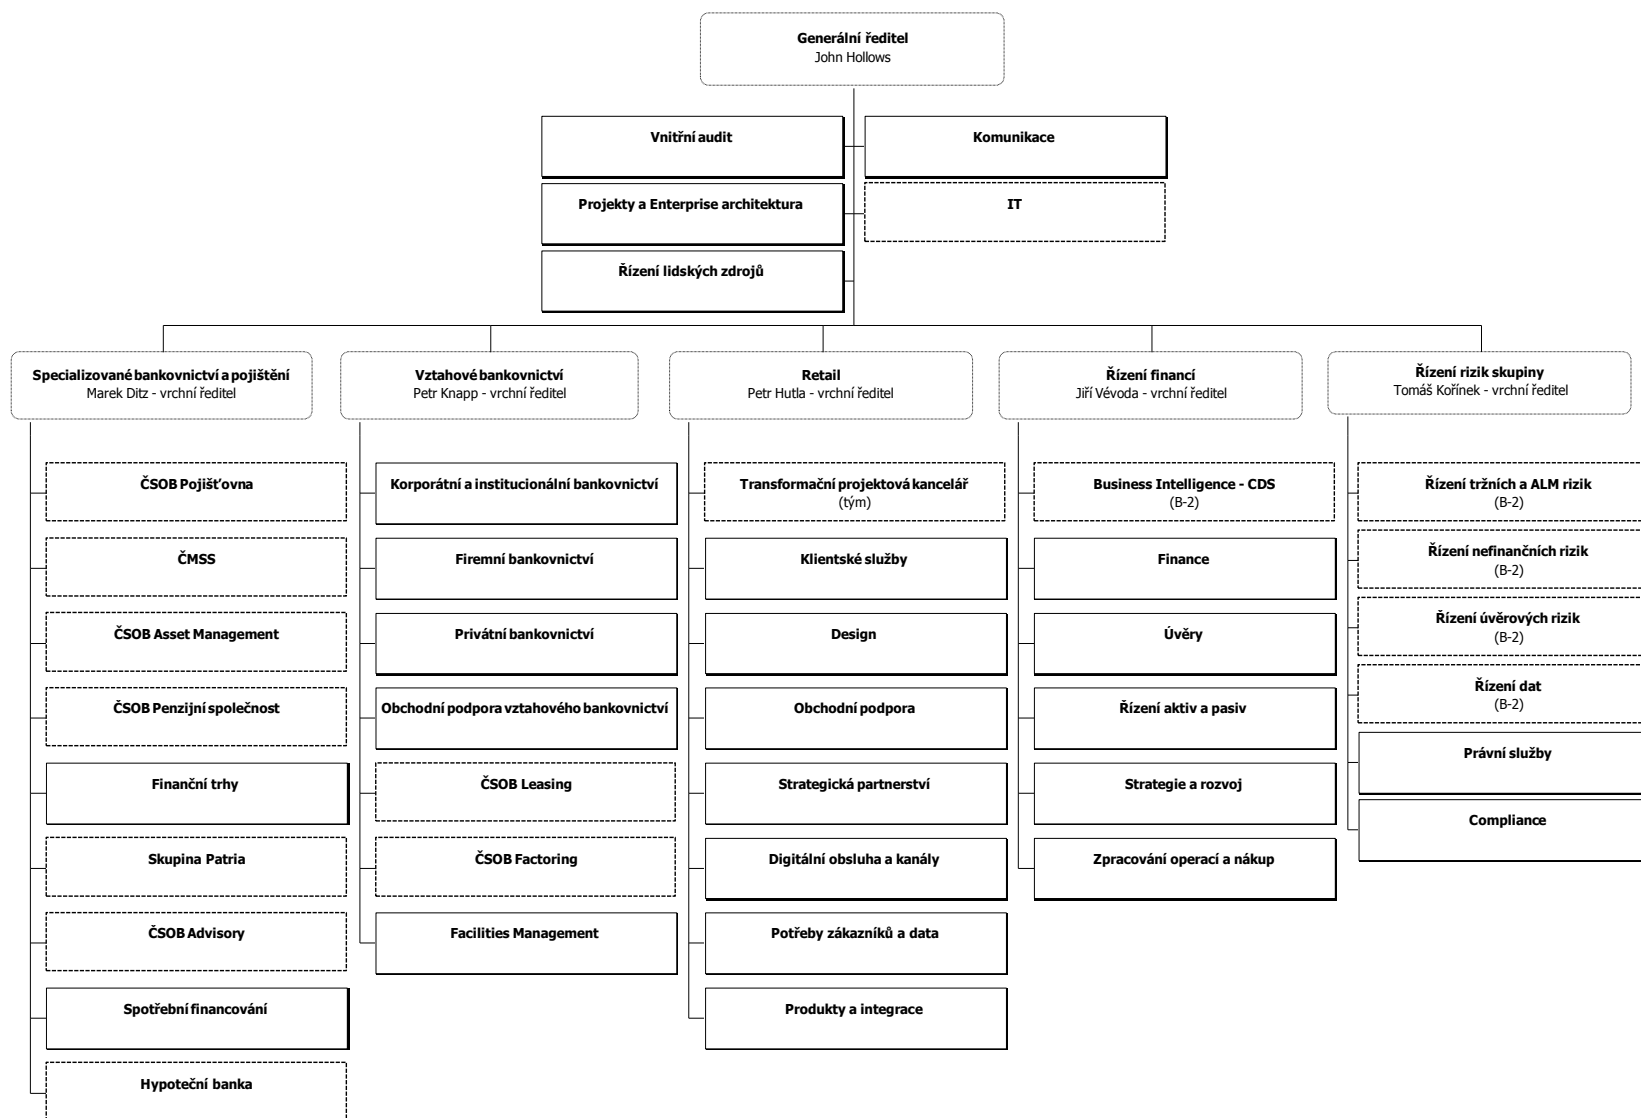 Generální ředitel
John Hollows
Vnitřní audit
Komunikace
Projekty a Enterprise architektura
IT
Řízení lidských zdrojů
Specializované bankovnictví a pojištění
Marek Ditz - vrchní ředitel
Vztahové bankovnictví
Petr Knapp - vrchní ředitel
Retail
Petr Hutla - vrchní ředitel
Řízení financí
Jiří Vévoda - vrchní ředitel
Řízení rizik skupiny
Tomáš Kořínek - vrchní ředitel
ČSOB Pojišťovna
ČMSS
ČSOB Asset Management
ČSOB Penzijní společnost
Finanční trhy
Skupina Patria
ČSOB Advisory
Spotřební financování
Hypoteční banka
Korporátní a institucionální bankovnictví
Firemní bankovnictví
Privátní bankovnictví
Obchodní podpora vztahového bankovnictví
ČSOB Leasing
ČSOB Factoring
Facilities Management
Transformační projektová kancelář
(tým)
Klientské služby
Design
Obchodní podpora
Strategická partnerství
Digitální obsluha a kanály
Potřeby zákazníků a data
Produkty a integrace
Business Intelligence - CDS
(B-2)
Finance
Úvěry
Řízení aktiv a pasiv
Strategie a rozvoj
Zpracování operací a nákup
Řízení tržních a ALM rizik
(B-2)
Řízení nefinančních rizik
(B-2)
Řízení úvěrových rizik
(B-2)
Řízení dat
(B-2)
Právní služby
Compliance